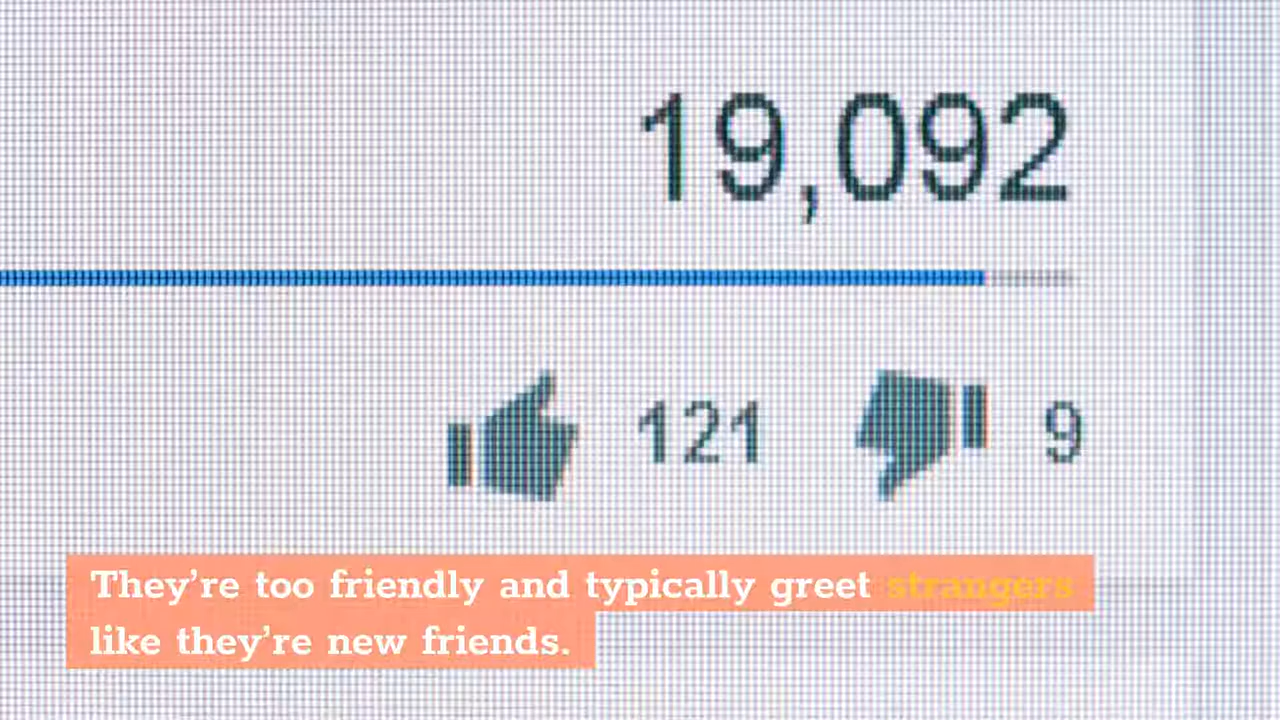 19,092
121 9
They're too friendly and typically greet strangers
like they're new friends.